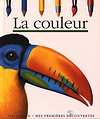 La couleur
MES PREMIÈRES DÉCOUVERTES